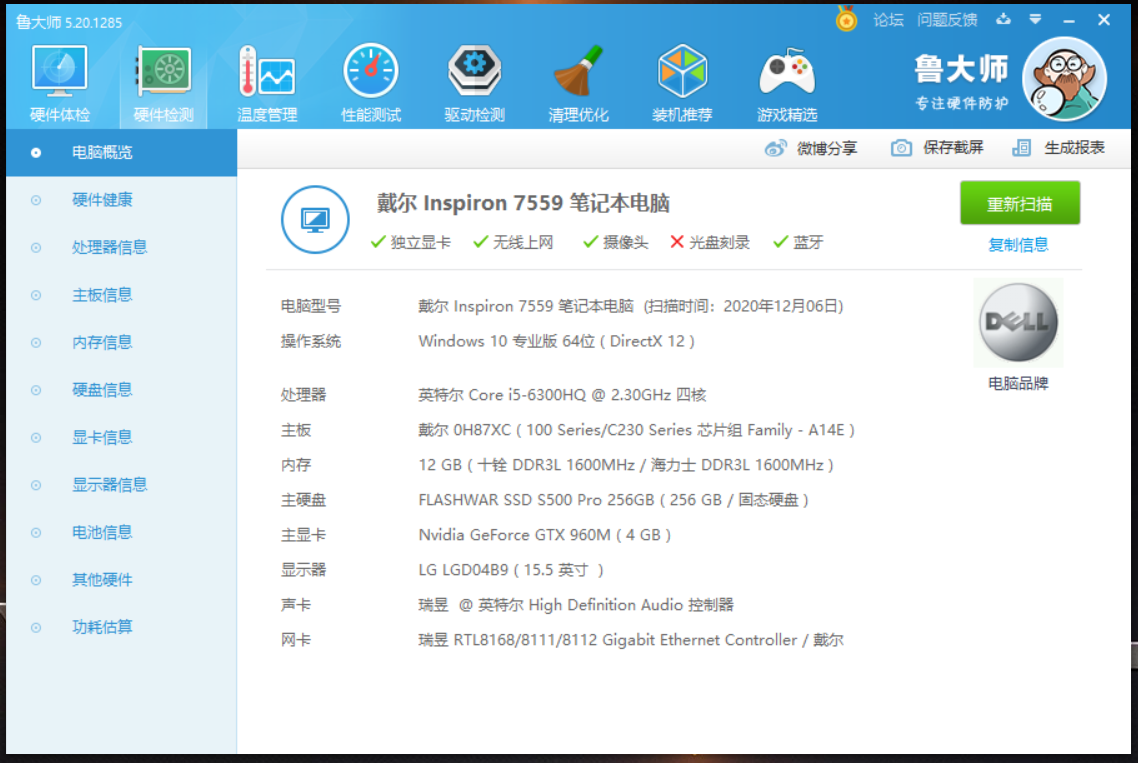 鲁大师 5.20.1285
论坛 问题反馈
硬件体检 硬件检测 温度管理 性能测试 驱动检测 清理优化 装机推荐 游戏精选
鲁大师
专注硬件防护
微博分享 保存截屏 生成报表
电脑概览
硬件健康
处理器信息
主板信息
内存信息
硬盘信息
显卡信息
显示器信息
电池信息
其他硬件
功耗估算
戴尔 Inspiron 7559 笔记本电脑
独立显卡 无线上网 摄像头 光盘刻录 蓝牙
重新扫描
复制信息
电脑型号 戴尔 Inspiron 7559 笔记本电脑 (扫描时间：2020年12月06日)
操作系统 Windows 10 专业版 64位 ( DirectX 12 )
处理器 英特尔 Core i5-6300HQ @ 2.30GHz 四核
主板 戴尔 0H87XC ( 100 Series/C230 Series 芯片组 Family - A14E )
内存 12 GB ( 十铨 DDR3L 1600MHz / 海力士 DDR3L 1600MHz )
主硬盘 FLASHWAR SSD S500 Pro 256GB ( 256 GB / 固态硬盘 )
主显卡 Nvidia GeForce GTX 960M ( 4 GB )
显示器 LG LGD04B9 ( 15.5 英寸 )
声卡 瑞昱 @ 英特尔 High Definition Audio 控制器
网卡 瑞昱 RTL8168/8111/8112 Gigabit Ethernet Controller / 戴尔
DELL
电脑品牌